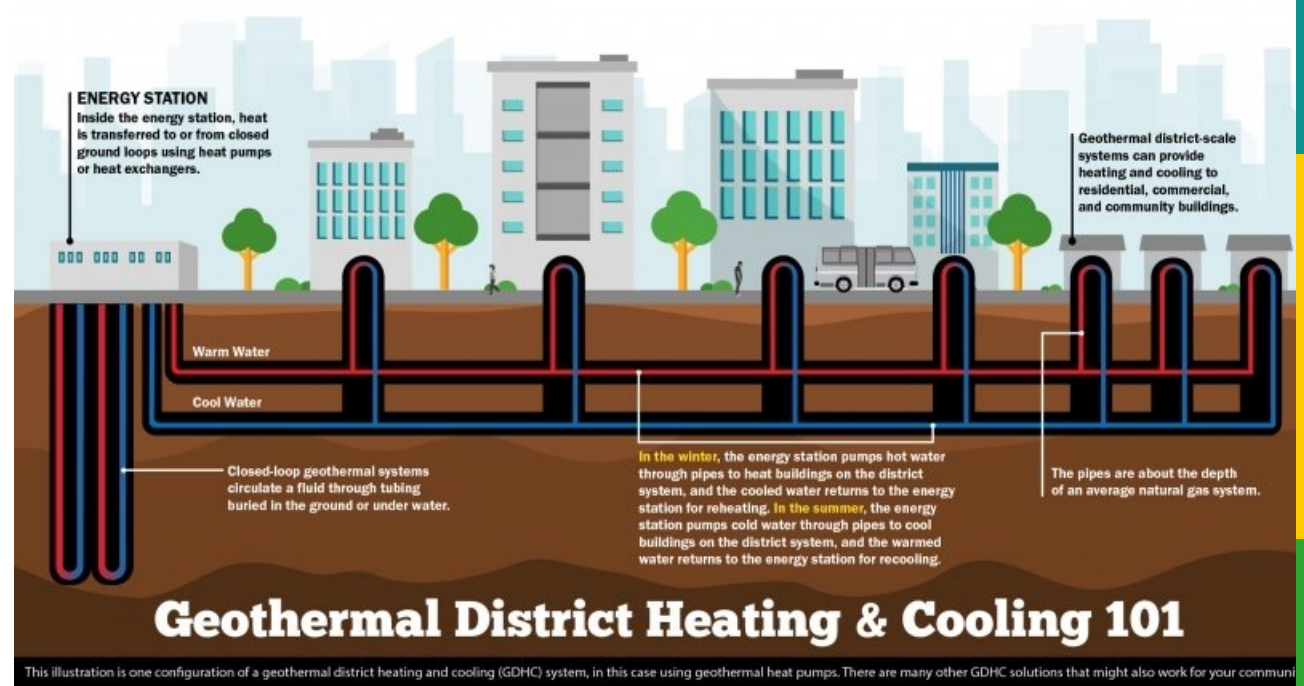 ENERGY STATION
Inside the energy station, heat
is transferred to or from closed
ground loops using heat pumps
or heat exchangers.
Geothermal district-scale
systems can provide
heating and cooling to
residential, commercial,
and community buildings.
Warm Water
Cool Water
Closed-loop geothermal systems
circulate a fluid through tubing
buried in the ground or under water.
In the winter, the energy station pumps hot water
through pipes to heat buildings on the district
system, and the cooled water returns to the energy
station for reheating. In the summer, the energy
station pumps cold water through pipes to cool
buildings on the district system, and the warmed
water returns to the energy station for recooling.
The pipes are about the depth
of an average natural gas system.
Geothermal District Heating & Cooling 101
This illustration is one configuration of a geothermal district heating and cooling (GDHC) system, in this case using geothermal heat pumps. There are many other GDHC solutions that might also work for your communi